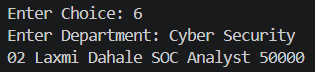 Enter Choice: 6
Enter Department: Cyber Security
02 Laxmi Dahale SOC Analyst 50000